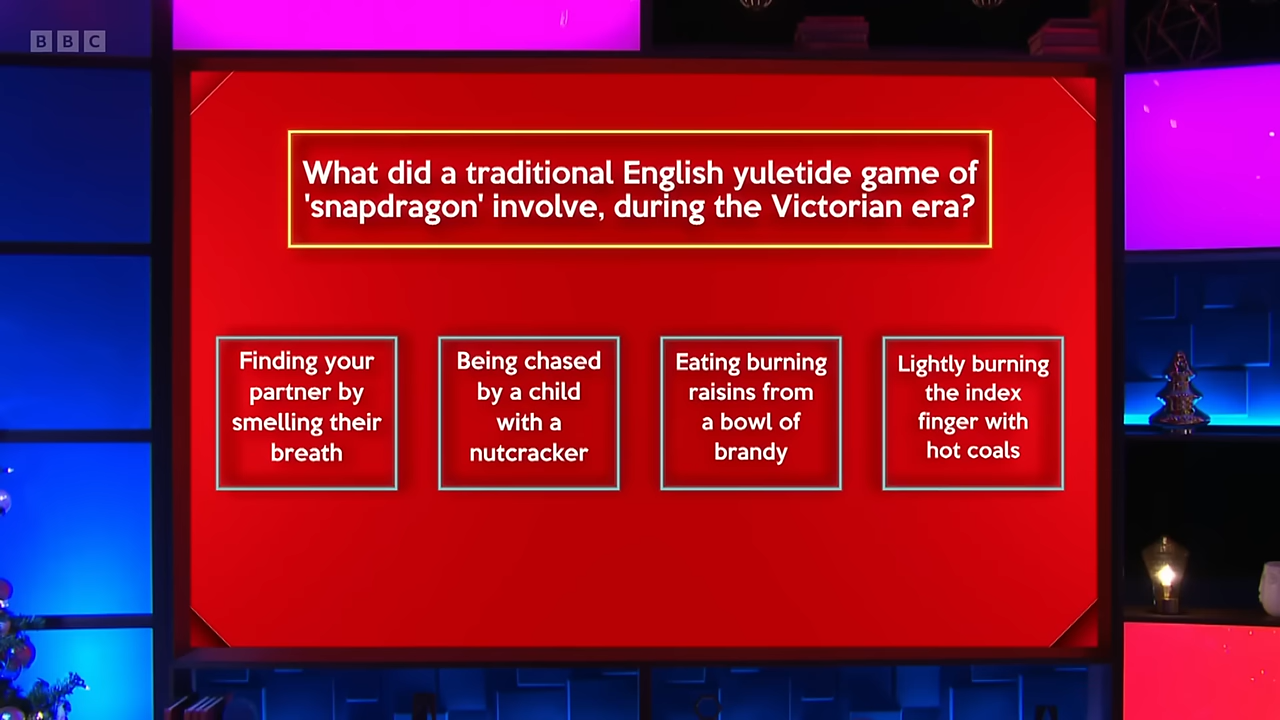 BBC
What did a traditional English yuletide game of
'snapdragon' involve, during the Victorian era?
Finding your
partner by
smelling their
breath
Being chased
by a child
with a
nutcracker
Eating burning
raisins from
a bowl of
brandy
Lightly burning
the index
finger with
hot coals